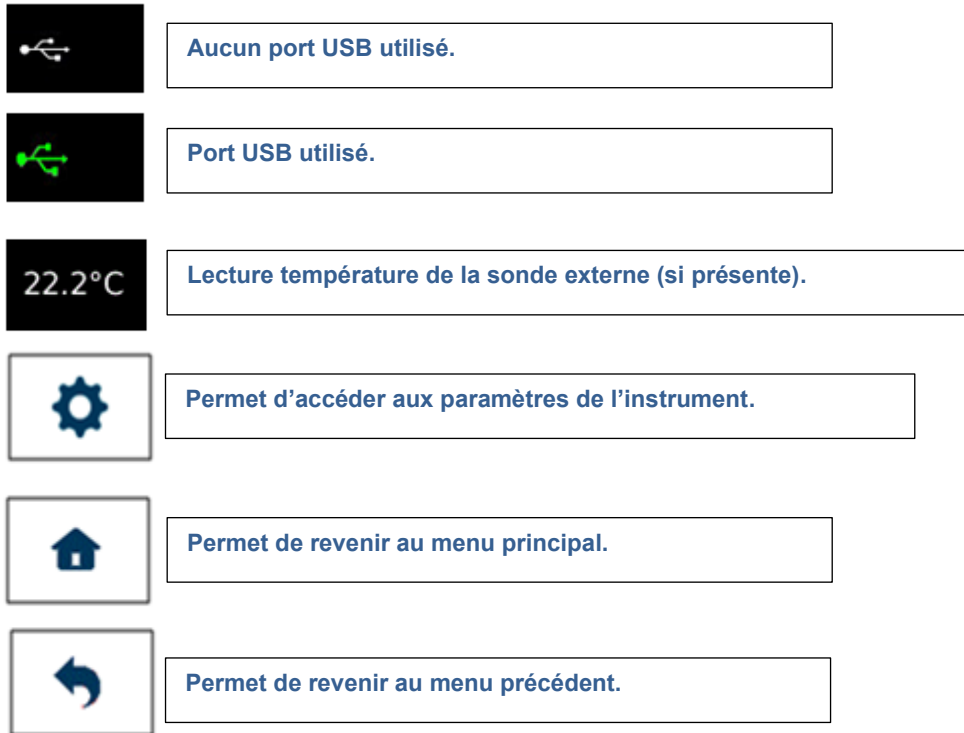 Aucun port USB utilisé.
Port USB utilisé.
22.2°C
Lecture température de la sonde externe (si présente).
Permet d’accéder aux paramètres de l’instrument.
Permet de revenir au menu principal.
Permet de revenir au menu précédent.